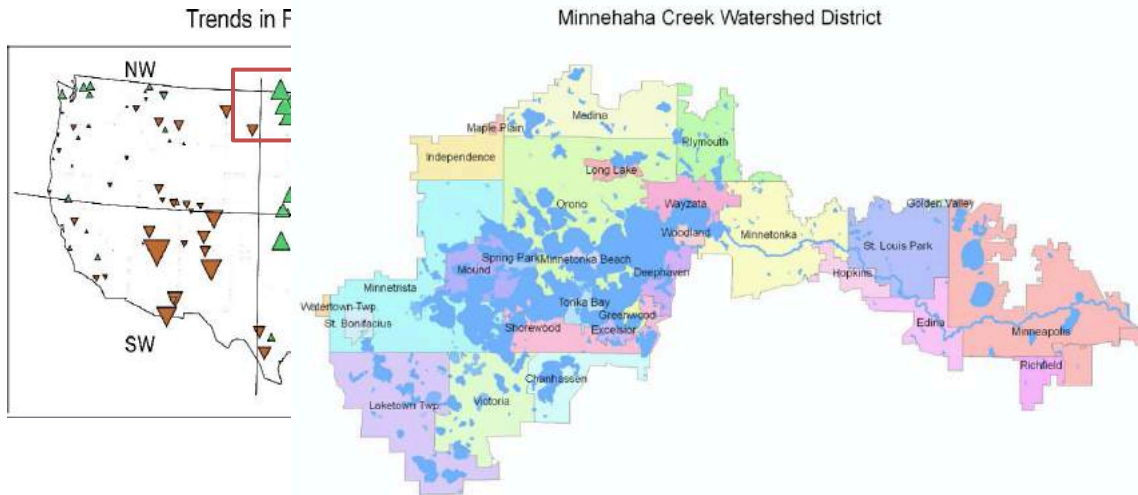 Trends in F
NW
SW
Minnehaha Creek Watershed District
Medina
Maple Plain
Plymouth
Independence
Long Lake
Orono
Wayzata
Golden Valley
Woodland
Minnetonka
St. Louis Park
Spring Park
Minnetonka Beach
Mound
Deephaven
Hopkins
Minnetrista
Tonka Bay
Watertown Twp.
Greenwood
St. Bonifacius
Shorewood
Excelsior
Edina
Minneapolis
Richfield
Chanhassen
Victoria
Laketown Twp.